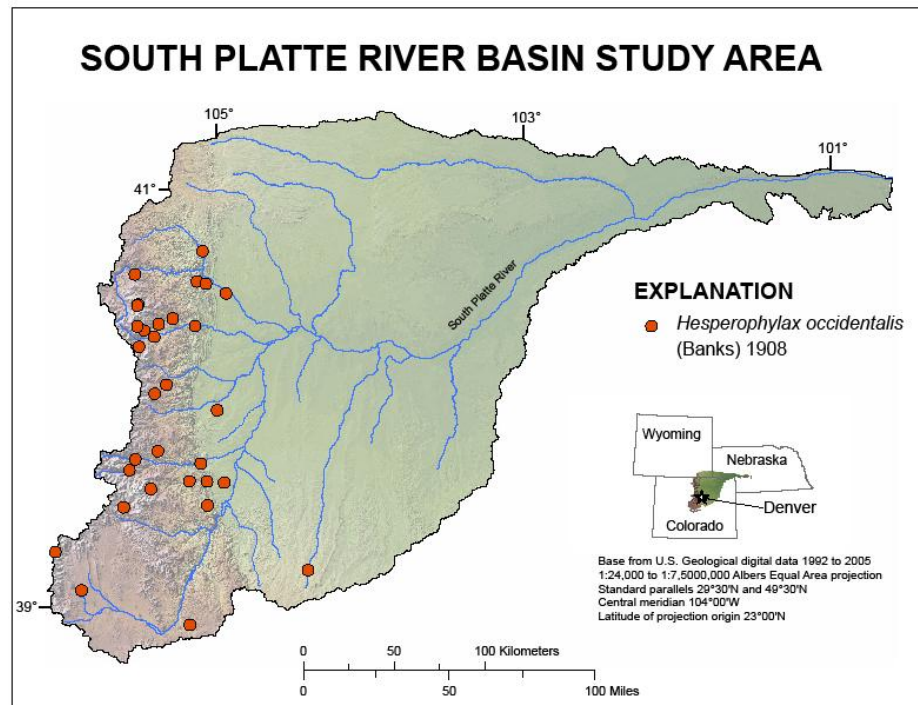 SOUTH PLATTE RIVER BASIN STUDY AREA
105°
103°
101°
41°
South Platte River
EXPLANATION
Hesperophylax occidentalis
(Banks) 1908
Wyoming
Nebraska
Denver
Colorado
Base from U.S. Geological digital data 1992 to 2005
1:24,000 to 1:7,5000,000 Albers Equal Area projection
Standard parallels 29°30'N and 49°30'N
Central meridian 104°00'W
Latitude of projection origin 23°00'N
39°
0 50 100 Kilometers
0 50 100 Miles